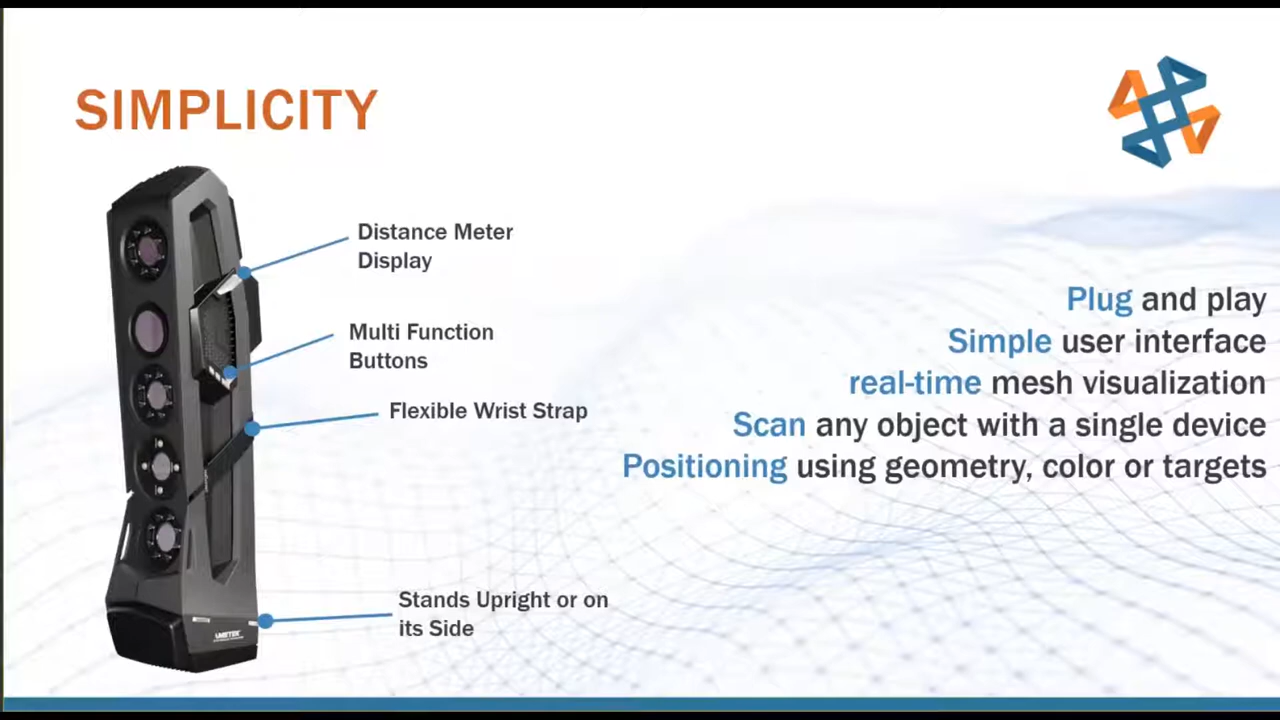 SIMPLICITY
Distance Meter
Display
Multi Function
Buttons
Flexible Wrist Strap
Stands Upright or on
its Side
AMETEK
Plug and play
Simple user interface
real-time mesh visualization
Scan any object with a single device
Positioning using geometry, color or targets